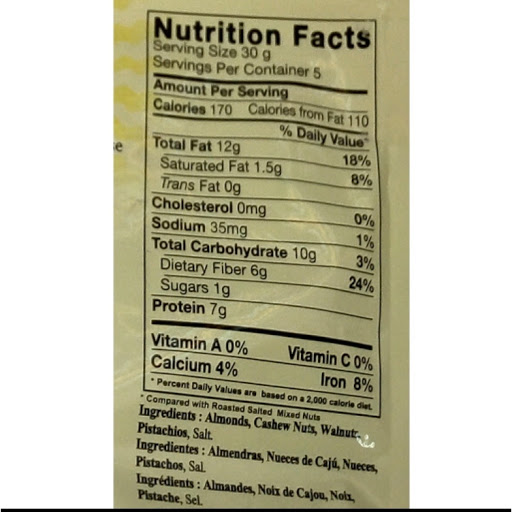 Nutrition Facts
Serving Size 30 g
Servings Per Container 5
Amount Per Serving
Calories 170 Calories from Fat 110
% Daily Value*
Total Fat 12g 18%
Saturated Fat 1.5g 8%
Trans Fat 0g
Cholesterol 0mg 0%
Sodium 35mg 1%
Total Carbohydrate 10g 3%
Dietary Fiber 6g 24%
Sugars 1g
Protein 7g
Vitamin A 0% Vitamin C 0%
Calcium 4% Iron 8%
* Percent Daily Values are based on a 2,000 calorie diet.
* Compared with Roasted Salted Mixed Nuts
Ingredients : Almonds, Cashew Nuts, Walnuts,
Pistachios, Salt.
Ingredientes : Almendras, Nueces de Cajú, Nueces,
Pistachos, Sal.
Ingrédients : Almandes, Noix de Cajou, Noix,
Pistache, Sel.